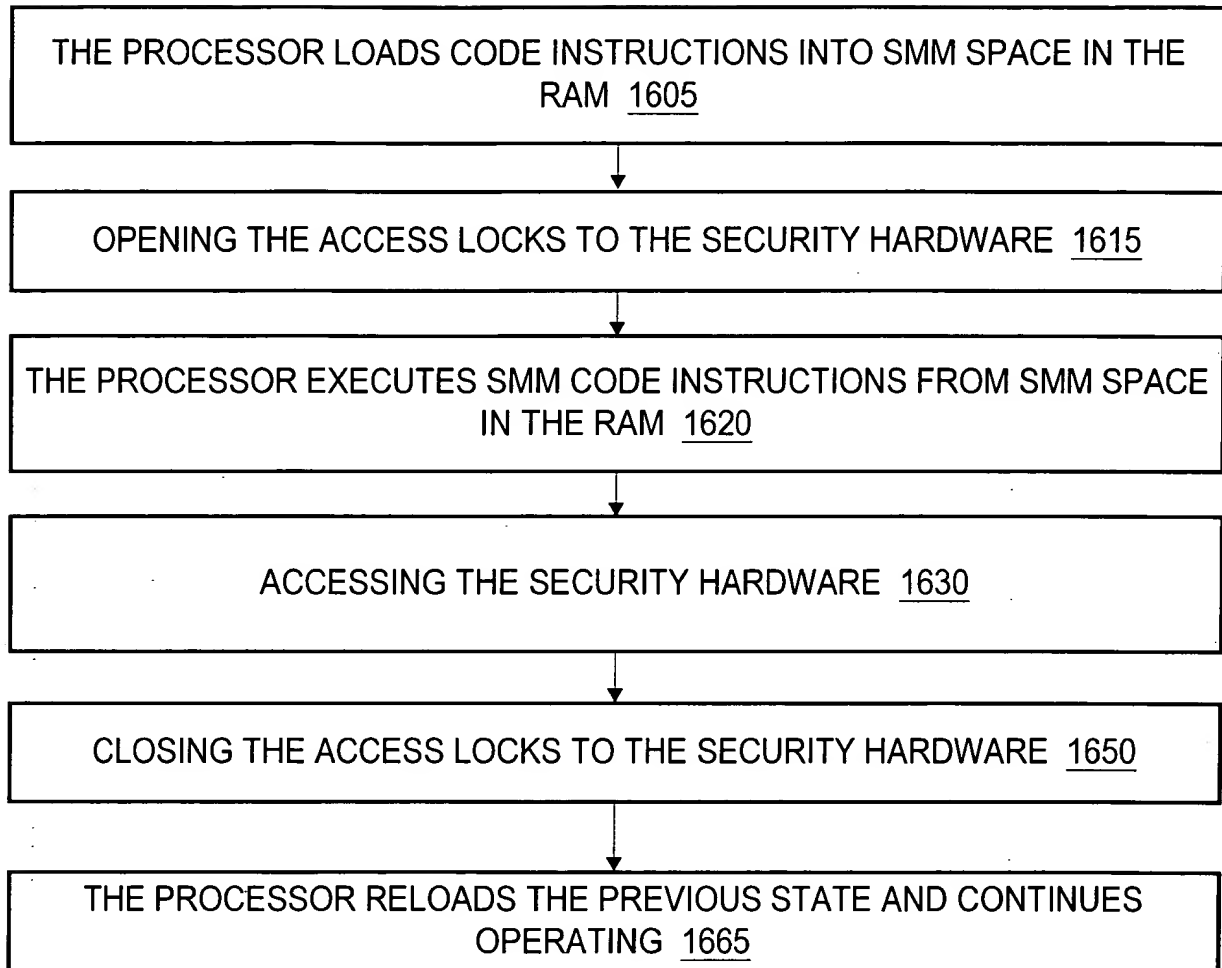 THE PROCESSOR LOADS CODE INSTRUCTIONS INTO SMM SPACE IN THE
RAM 1605
OPENING THE ACCESS LOCKS TO THE SECURITY HARDWARE 1615
THE PROCESSOR EXECUTES SMM CODE INSTRUCTIONS FROM SMM SPACE
IN THE RAM 1620
ACCESSING THE SECURITY HARDWARE 1630
CLOSING THE ACCESS LOCKS TO THE SECURITY HARDWARE 1650
THE PROCESSOR RELOADS THE PREVIOUS STATE AND CONTINUES
OPERATING 1665